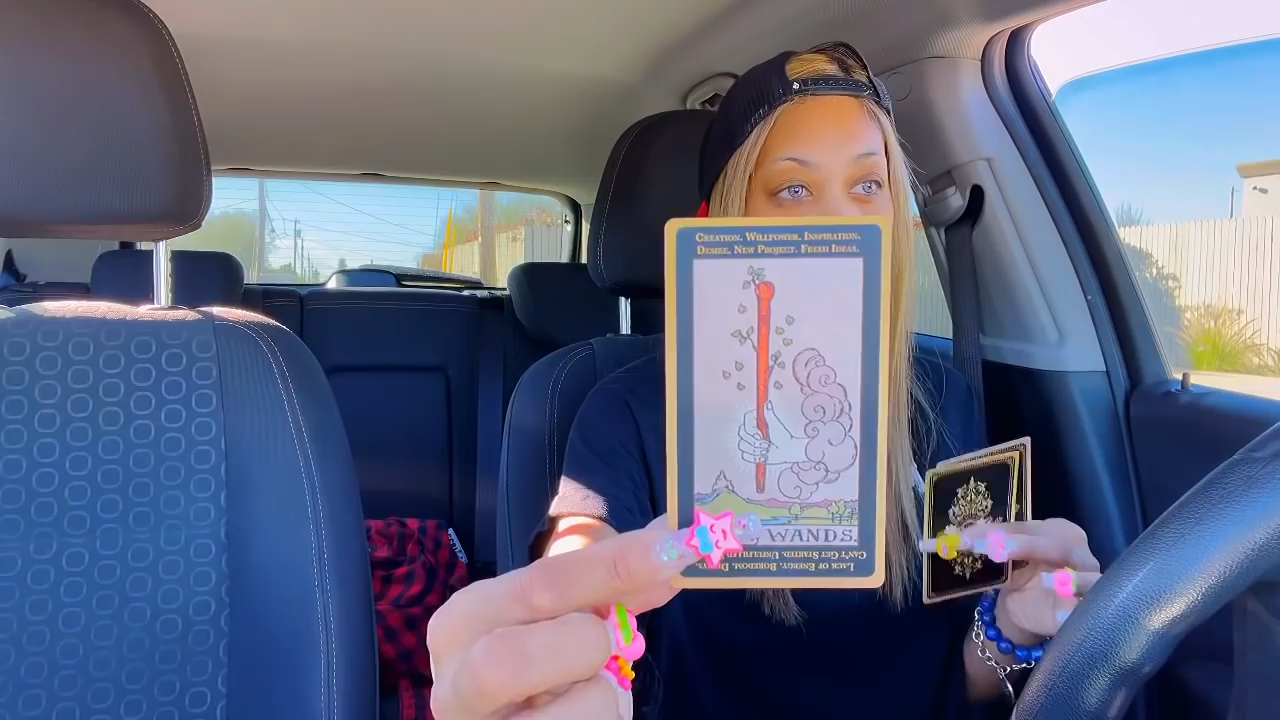 Creation. Willpower. Inspiration.
Desire. New Project. Fresh Ideas.
WANDS.
Lack of Energy. Boredom.
Can't Get Started.